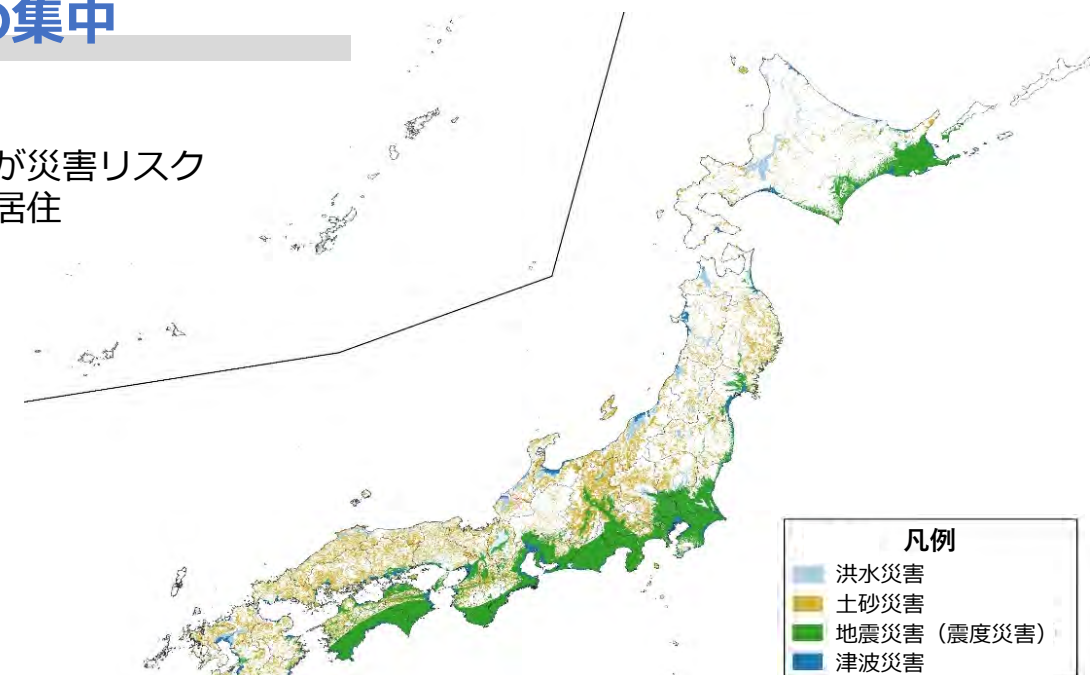 の集中
が災害リスク
居住
凡例
洪水災害
土砂災害
地震災害（震度災害）
津波災害